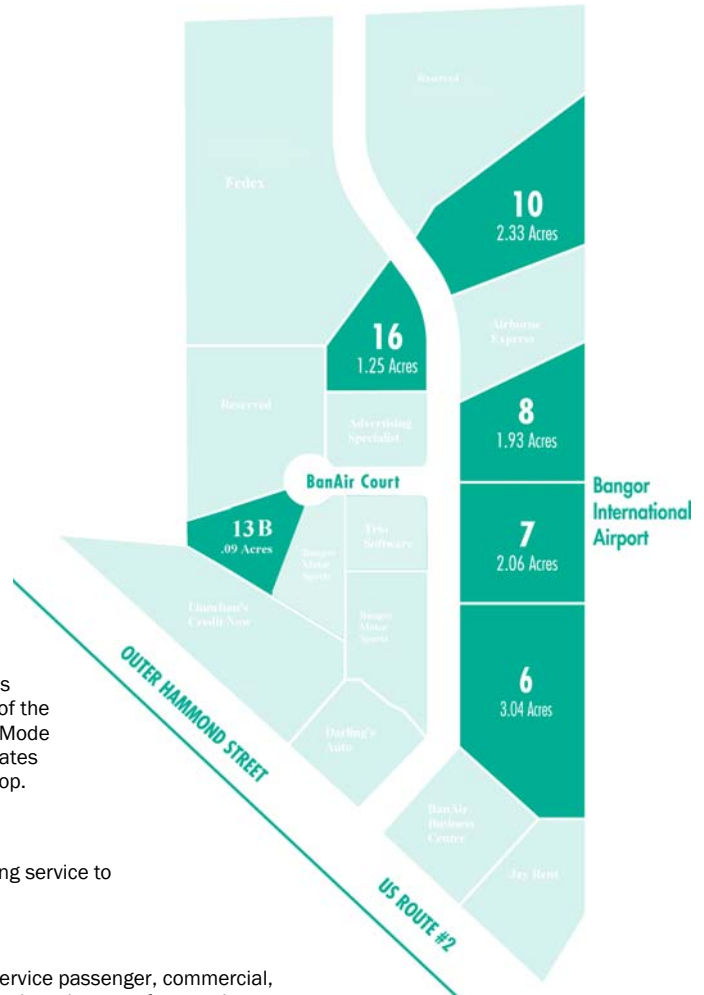 Reserved
Fedex
10
2.33 Acres
16
1.25 Acres
Airborne
Express
Reserved
Advertising
Specialist
8
1.93 Acres
BanAir Court
Bangor
International
Airport
13B
.09 Acres
Bangor
Motor
Sports
Trio
Software
7
2.06 Acres
Credit Now
Bangor
Motor
Sports
6
3.04 Acres
OUTER HAMMOND STREET
Darling's
Auto
BanAir
Business
Center
Jay Rent
US ROUTE #2
s
of the
Mode
ates
op.
ng service to
ervice passenger, commercial,